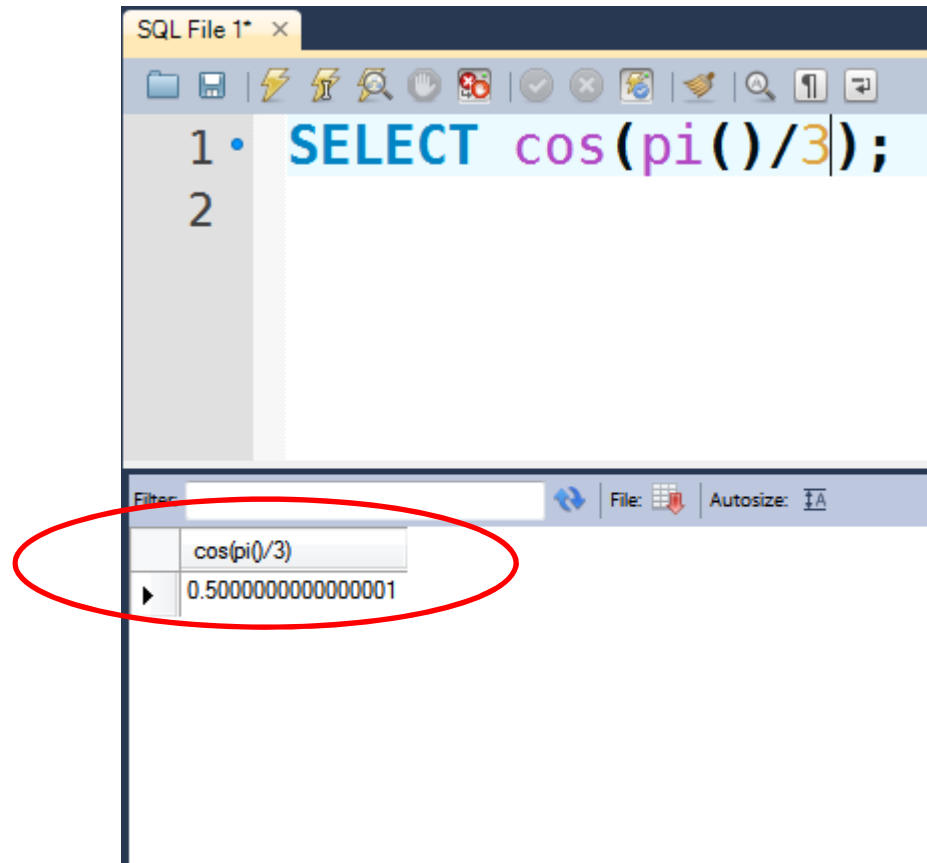 SQL File 1*
1 SELECT cos(pi()/3);
2
Filter: File: Autosize:
cos(pi()/3)
0.5000000000000001